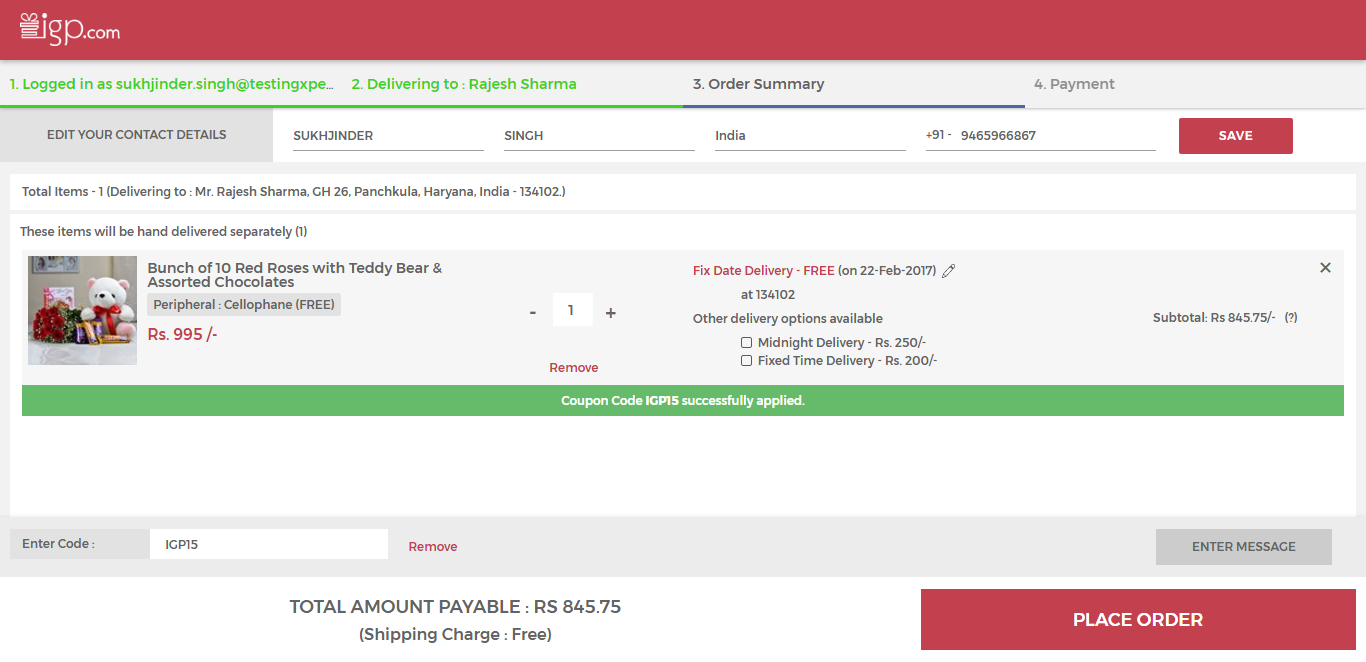 igp.com
1. Logged in as sukhjinder.singh@testingxpe...
2. Delivering to : Rajesh Sharma
3. Order Summary
4. Payment
EDIT YOUR CONTACT DETAILS
SUKHJINDER
SINGH
India
+91 - 9465966867
SAVE
Total Items - 1 (Delivering to : Mr. Rajesh Sharma, GH 26, Panchkula, Haryana, India - 134102.)
These items will be hand delivered separately (1)
Bunch of 10 Red Roses with Teddy Bear &
Assorted Chocolates
Peripheral : Cellophane (FREE)
Rs. 995 /-
- 1 +
Remove
Fix Date Delivery - FREE (on 22-Feb-2017)
at 134102
Other delivery options available
Midnight Delivery - Rs. 250/-
Fixed Time Delivery - Rs. 200/-
Subtotal: Rs 845.75/- (?)
Coupon Code IGP15 successfully applied.
Enter Code :
IGP15
Remove
ENTER MESSAGE
TOTAL AMOUNT PAYABLE : RS 845.75
(Shipping Charge : Free)
PLACE ORDER